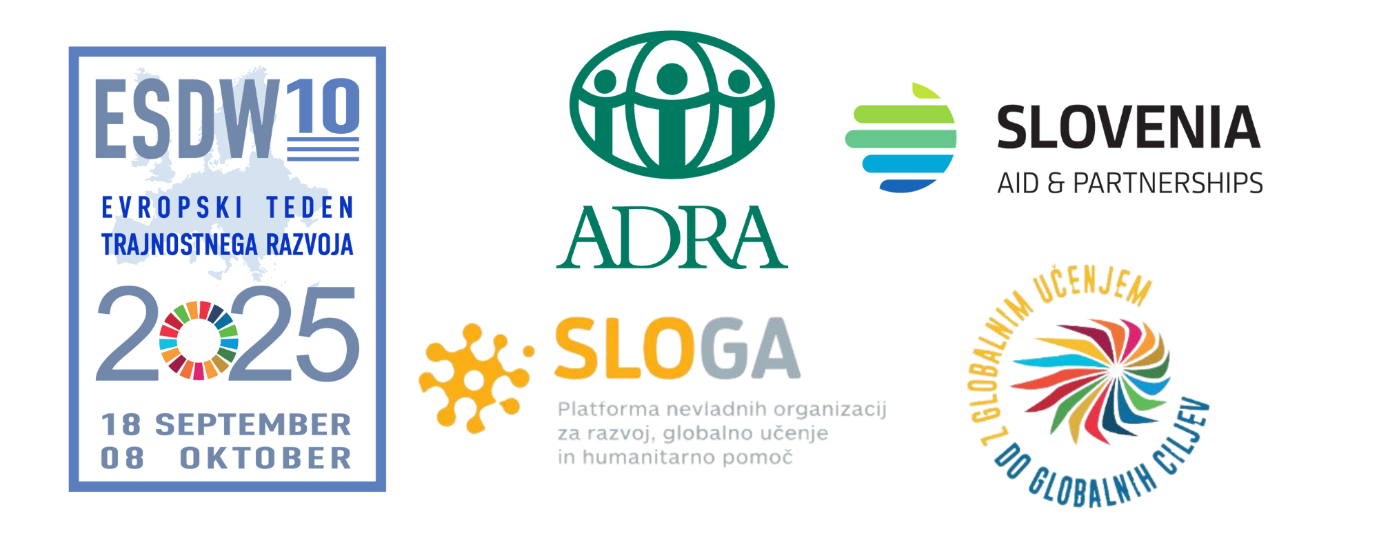 ESDW10
EVROPSKI TEDEN
TRAJNOSTNEGA RAZVOJA
2025
18 SEPTEMBER
08 OKTOBER
ADRA
SLOVENIA
AID & PARTNERSHIPS
SLOGA
Platforma nevladnih organizacij
za razvoj, globalno učenje
in humanitarno pomoč
Z GLOBALNIM UČENJEM
DO GLOBALNIH CILJEV